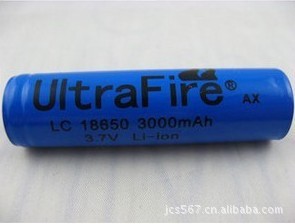 UltraFire®
AX
LC 18650 3000mAh
3.7V Li-ion
jcs567.cn.alibaba.com